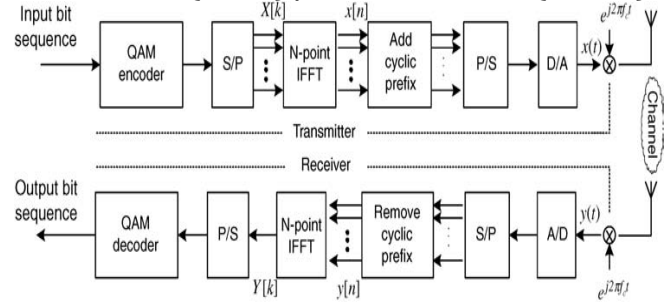 X[k]
x[n]
Input bit
sequence
QAM
encoder
S/P
N-point
IFFT
Add
cyclic
prefix
P/S
D/A
x(t)
e^{j2πf_c t}
Transmitter
Channel
Receiver
Output bit
sequence
QAM
decoder
P/S
N-point
IFFT
Remove
cyclic
prefix
S/P
A/D
y(t)
e^{j2πf_c t}
Y[k]
y[n]